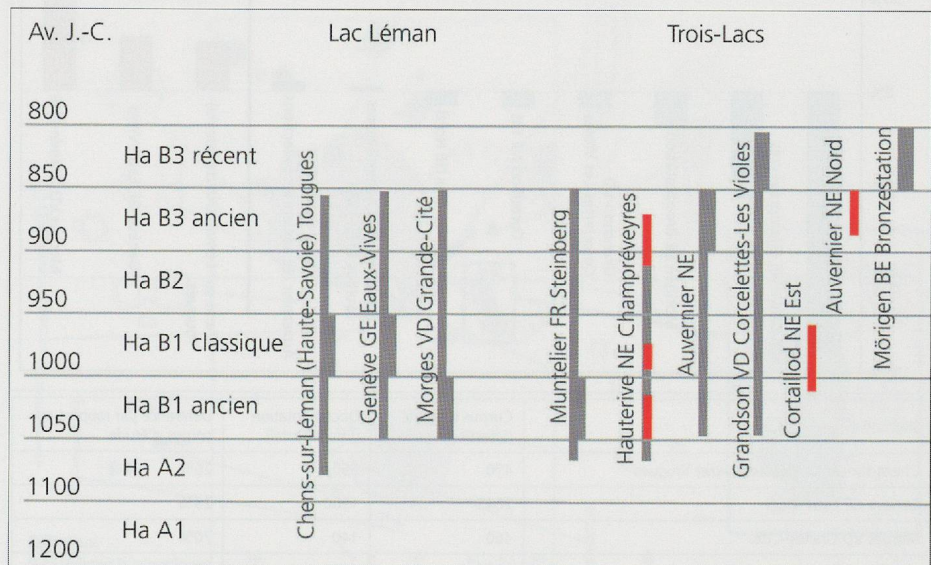 Av. J.-C.
Lac Léman
Trois-Lacs
800
Ha B3 récent
850
Ha B3 ancien
900
Ha B2
950
Ha B1 classique
1000
Ha B1 ancien
1050
Ha A2
1100
Ha A1
1200
Chens-sur-Léman (Haute-Savoie) Tougues
Genève GE Eaux-Vives
Morges VD Grande-Cité
Muntelier FR Steinberg
Hauterive NE Champréveyres
Auvernier NE
Grandson VD Corcelettes-Les Violes
Cortaillod NE Est
Auvernier NE Nord
Mörigen BE Bronzestation